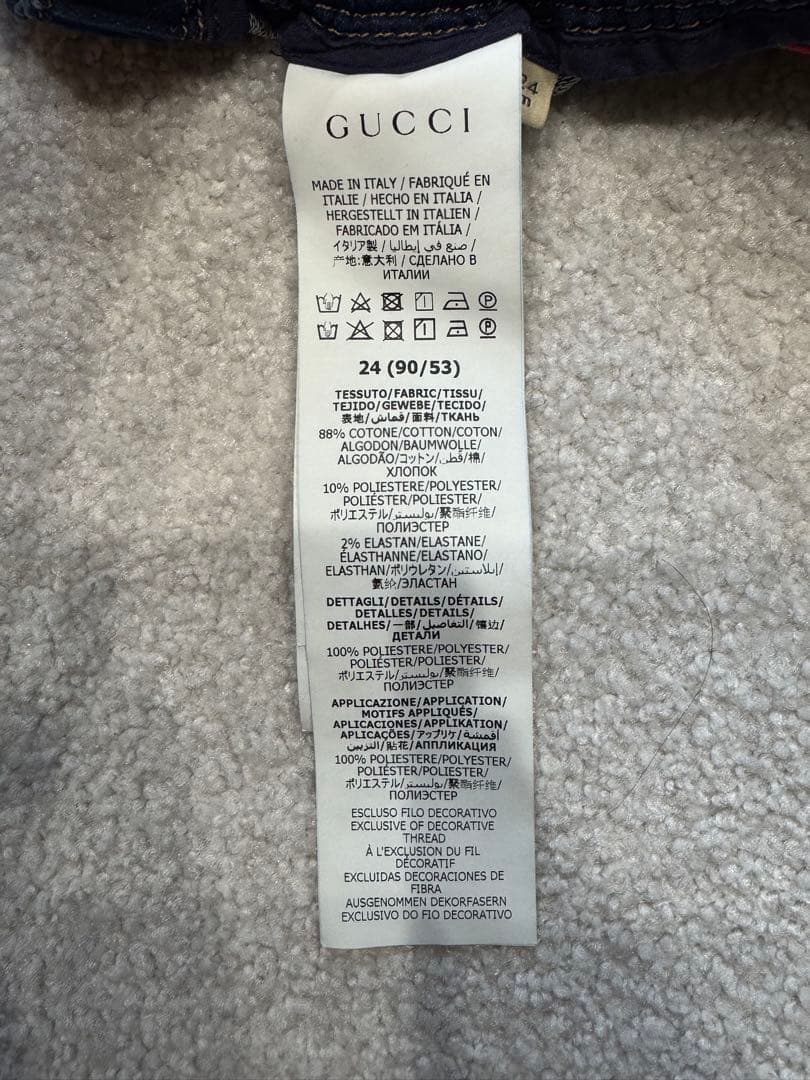 GUCCI
MADE IN ITALY / FABRIQUÉ EN
ITALIE / HECHO EN ITALIA /
HERGESTELLT IN ITALIEN /
FABRICADO EM ITÁLIA /
イタリア製 / صنع في إيطاليا /
产地:意大利 / СДЕЛАНО В
ИТАЛИИ
24 (90/53)
TESSUTO/FABRIC/TISSU/
TEJIDO/GEWEBE/TECIDO/
表地/قماش/面料/ТКАНЬ
88% COTONE/COTTON/COTON/
ALGODON/BAUMWOLLE/
ALGODÃO/コットン/قطن/棉/
ХЛОПОК
10% POLIESTERE/POLYESTER/
POLIÉSTER/POLIESTER/
ポリエステル/بوليستر/聚酯纤维/
ПОЛИЭСТЕР
2% ELASTAN/ELASTANE/
ÉLASTHANNE/ELASTANO/
ELASTHAN/ポリウレタン/إيلاستين/
氨纶/ЭЛАСТАН
DETTAGLI/DETAILS/DÉTAILS/
DETALLES/DETAILS/
DETALHES/一部/التفاصيل/镶边/
ДЕТАЛИ
100% POLIESTERE/POLYESTER/
POLIÉSTER/POLIESTER/
ポリエステル/بوليستر/聚酯纤维/
ПОЛИЭСТЕР
APPLICAZIONE/APPLICATION/
MOTIFS APPLIQUÉS/
APLICACIONES/APPLIKATION/
APLICAÇÕES/アップリケ/أقمشة
التزيين/貼花/АППЛИКАЦИЯ
100% POLIESTERE/POLYESTER/
POLIÉSTER/POLIESTER/
ポリエステル/بوليستر/聚酯纤维/
ПОЛИЭСТЕР
ESCLUSO FILO DECORATIVO
EXCLUSIVE OF DECORATIVE
THREAD
À L'EXCLUSION DU FIL
DÉCORATIF
EXCLUIDAS DECORACIONES DE
FIBRA
AUSGENOMMEN DEKORFASERN
EXCLUSIVO DO FIO DECORATIVO